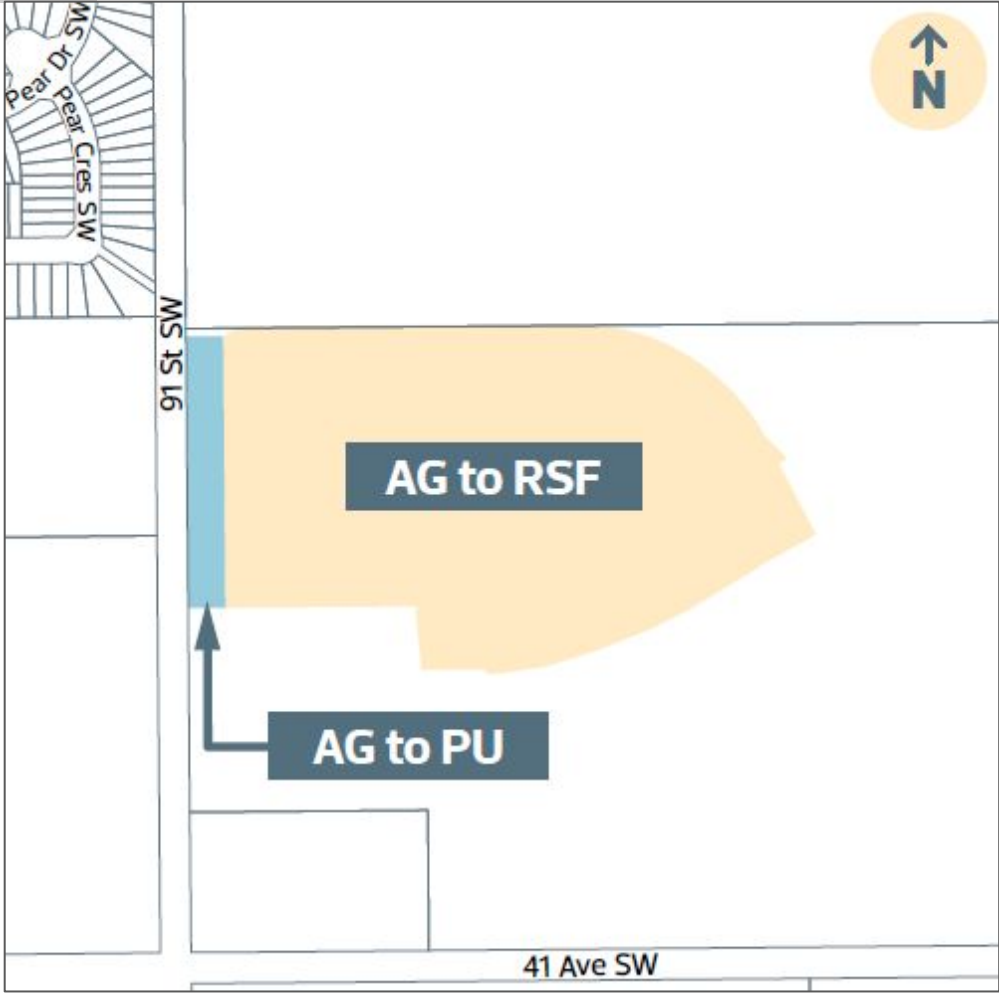 Pear Dr SW
N
Pear Cres SW
91 St SW
AG to RSF
AG to PU
41 Ave SW